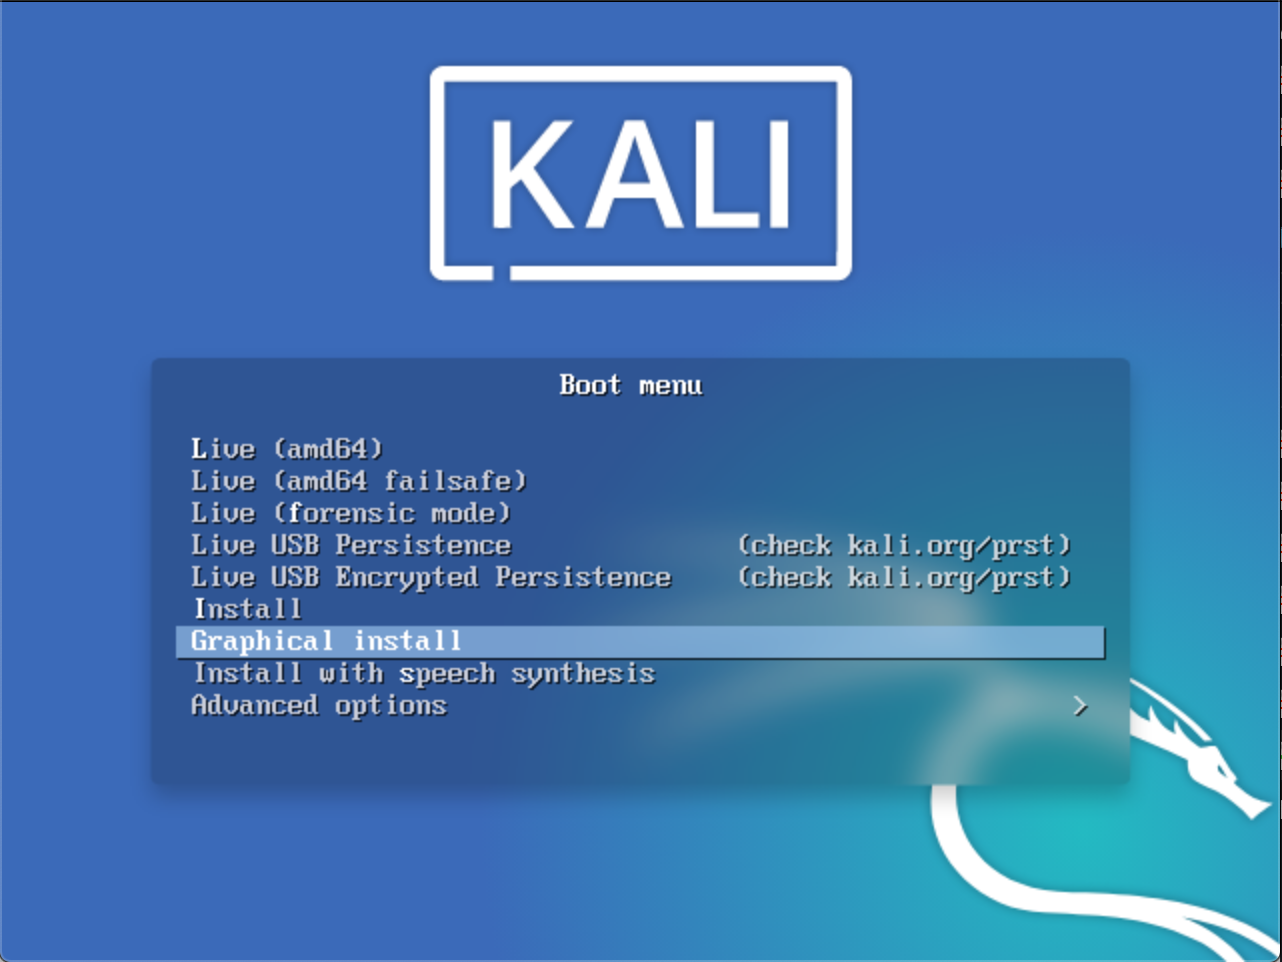 KALI
Boot menu
Live (amd64)
Live (amd64 failsafe)
Live (forensic mode)
Live USB Persistence (check kali.org/prst)
Live USB Encrypted Persistence (check kali.org/prst)
Install
Graphical install
Install with speech synthesis
Advanced options >